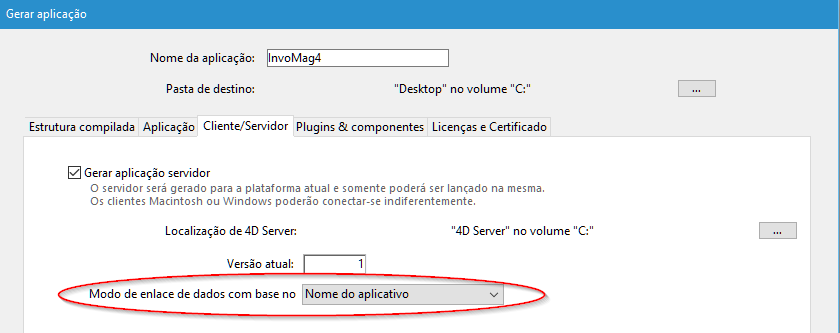 Gerar aplicação
Nome da aplicação: InvoMag4
Pasta de destino: "Desktop" no volume "C:" ...
Estrutura compilada Aplicação Cliente/Servidor Plugins & componentes Licenças e Certificado
Gerar aplicação servidor
O servidor será gerado para a plataforma atual e somente poderá ser lançado na mesma.
Os clientes Macintosh ou Windows poderão conectar-se indiferentemente.
Localização de 4D Server: "4D Server" no volume "C:" ...
Versão atual: 1
Modo de enlace de dados com base no Nome do aplicativo